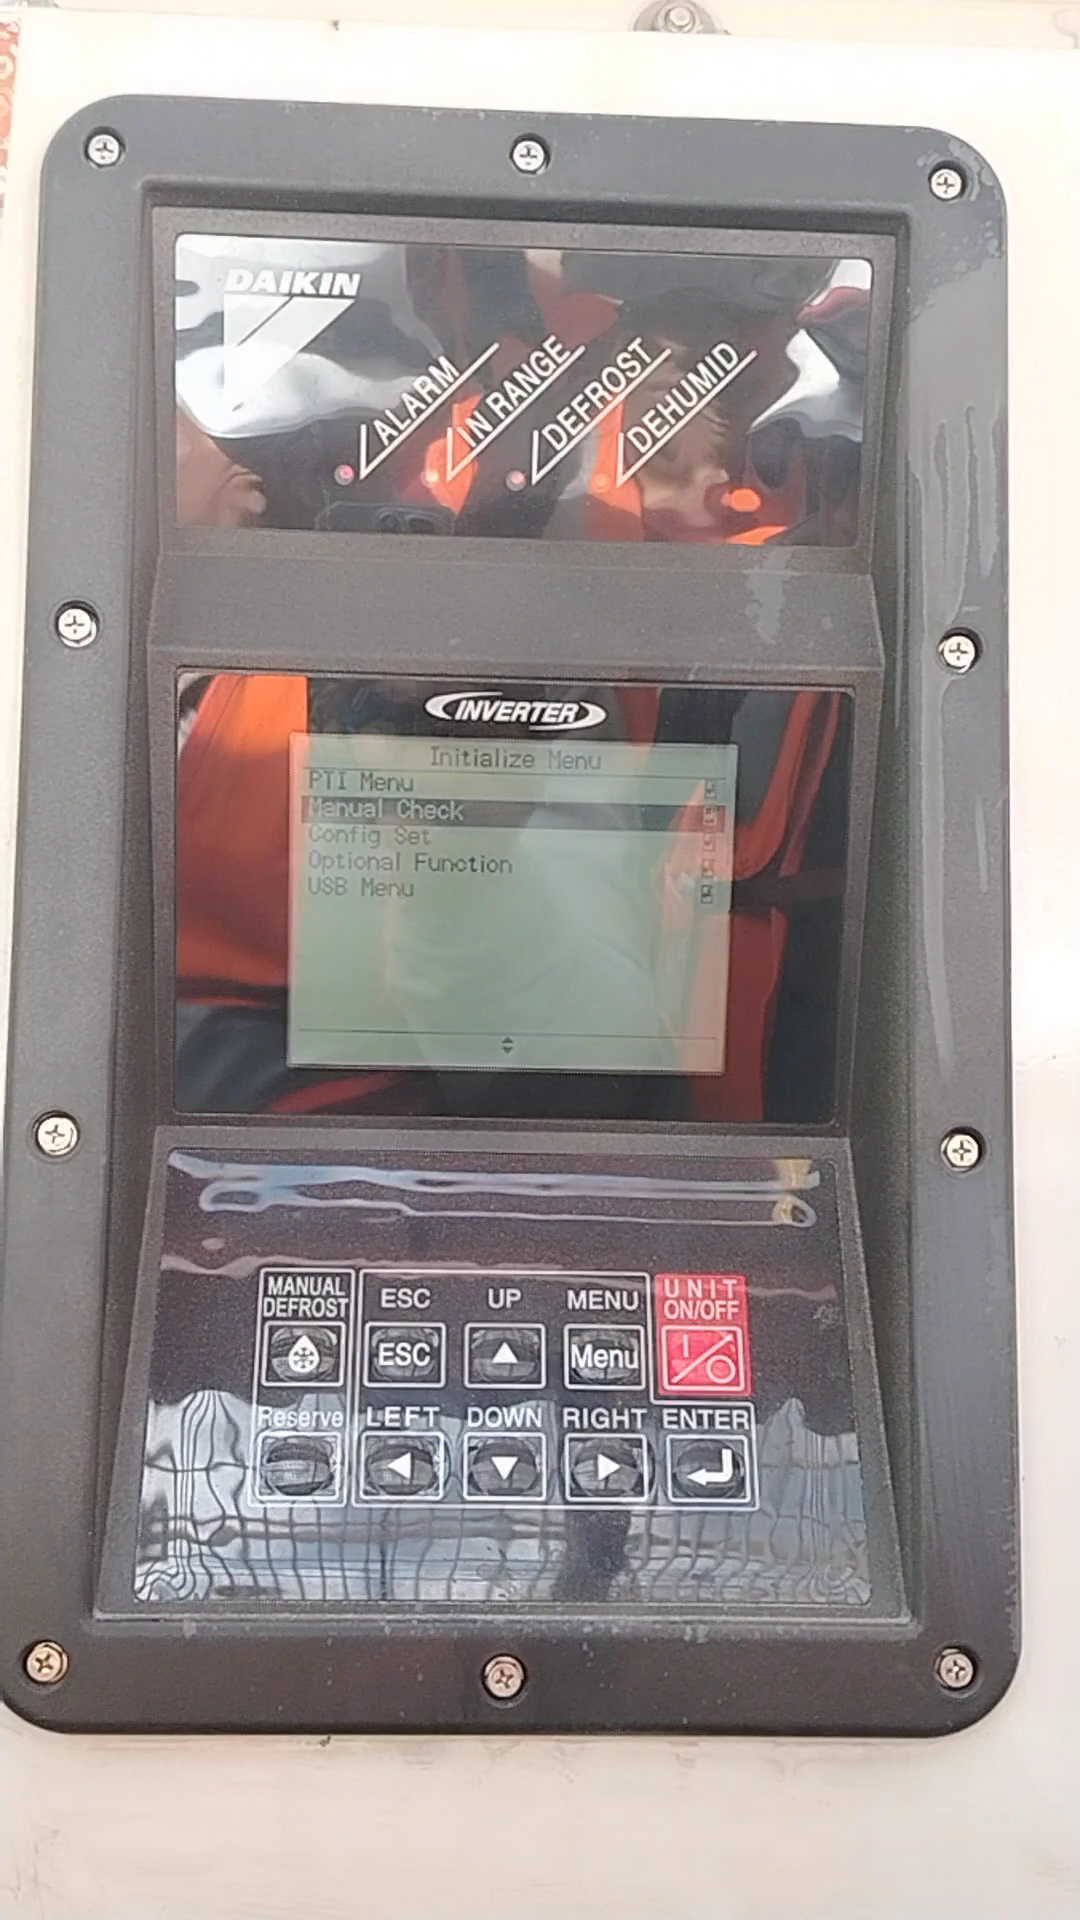 DAIKIN
ALARM
IN RANGE
DEFROST
DEHUMID
INVERTER
Initialize Menu
PTI Menu
Manual Check
Config Set
Optional Function
USB Menu
MANUAL DEFROST
ESC
UP
MENU
UNIT ON/OFF
ESC
Menu
I/O
Reserve
LEFT
DOWN
RIGHT
ENTER